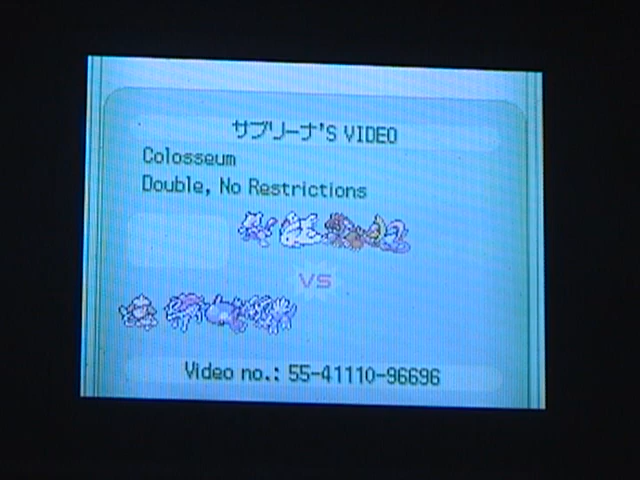 サブリーナ'S VIDEO
Colosseum
Double, No Restrictions
VS
Video no.: 55-41110-96696